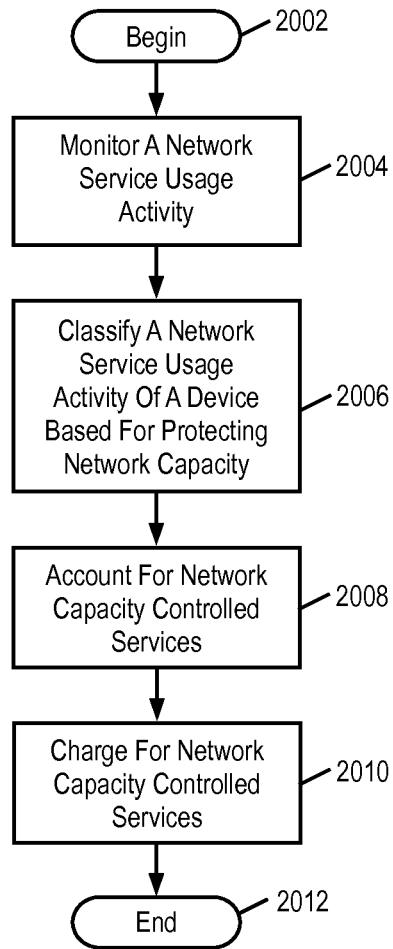 Begin
2002
Monitor A Network
Service Usage
Activity
2004
Classify A Network
Service Usage
Activity Of A Device
Based For Protecting
Network Capacity
2006
Account For Network
Capacity Controlled
Services
2008
Charge For Network
Capacity Controlled
Services
2010
End
2012